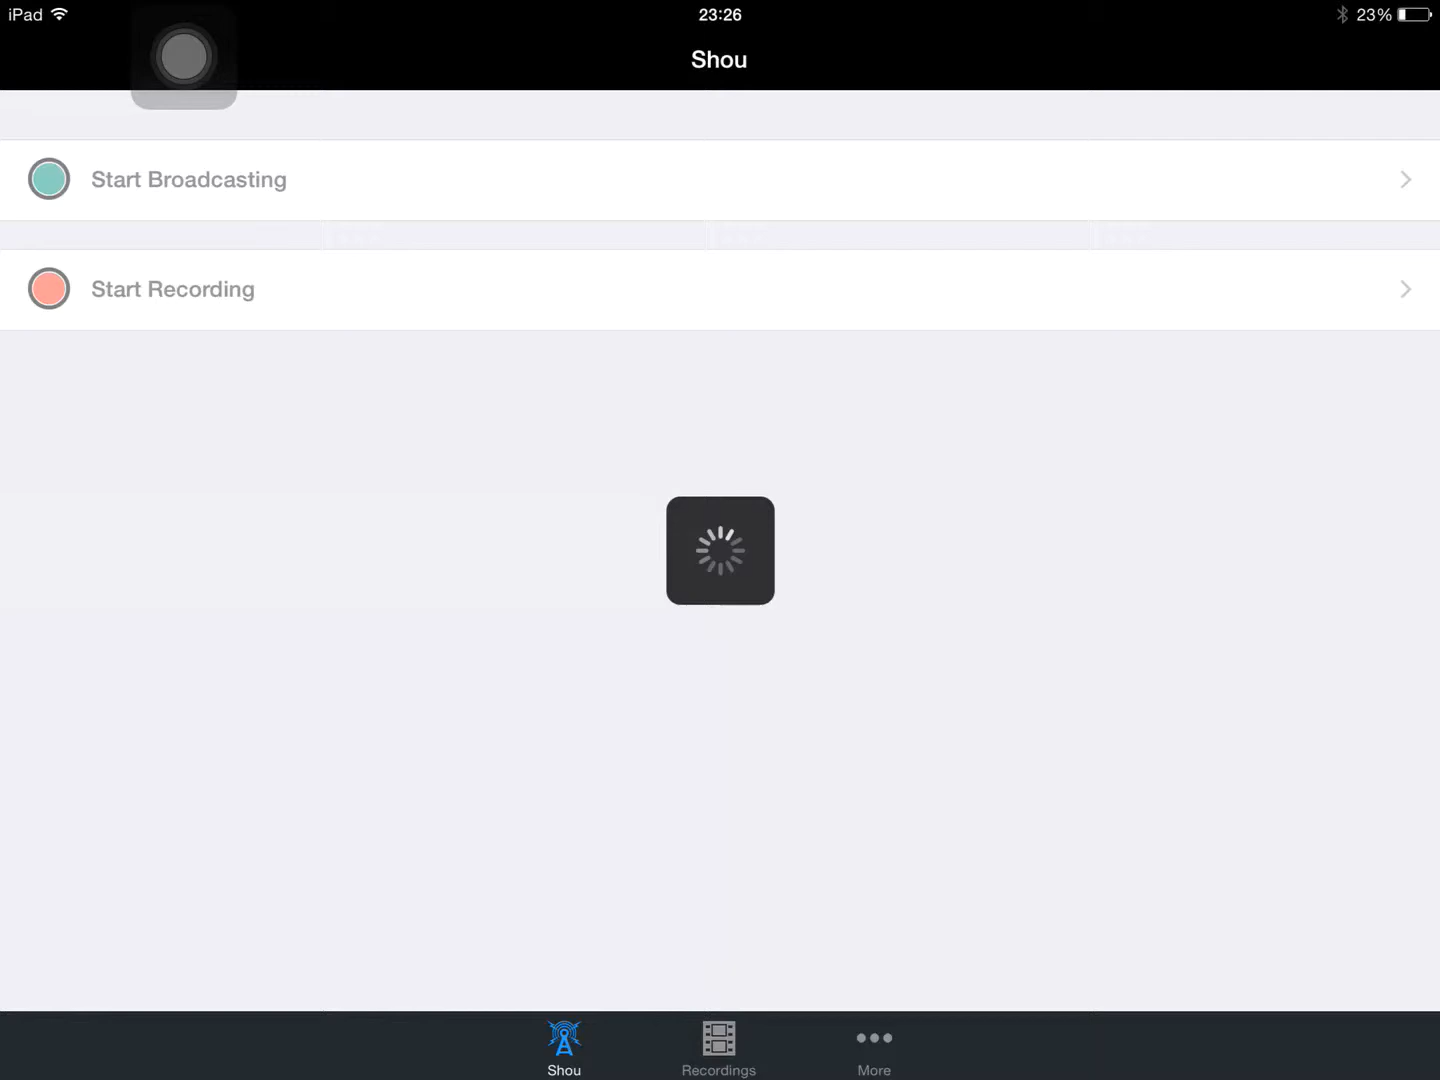 iPad 23:26 23%
Shou
Start Broadcasting
Start Recording
Shou Recordings More